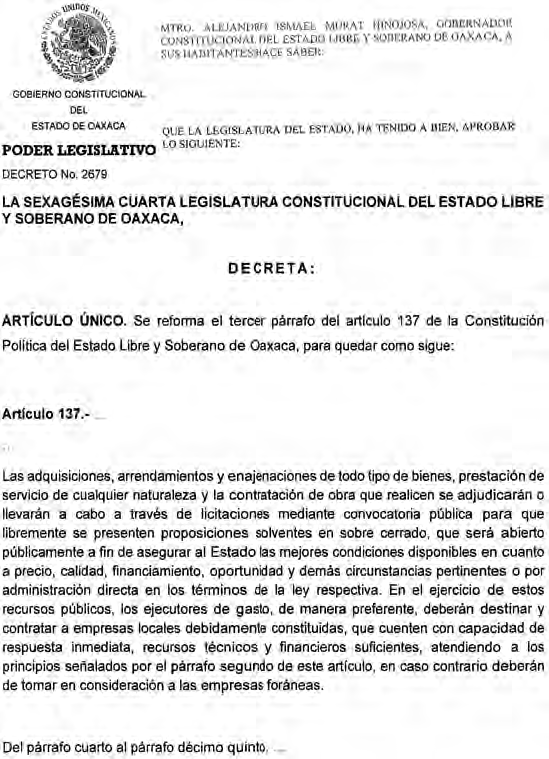 ESTADOS UNIDOS MEXICANOS
MTRO. ALEJANDRO ISMAEL MURAT HINOJOSA, GOBERNADOR
CONSTITUCIONAL DEL ESTADO LIBRE Y SOBERANO DE OAXACA, A
SUS HABITANTES HACE SABER:
GOBIERNO CONSTITUCIONAL
DEL
ESTADO DE OAXACA
PODER LEGISLATIVO
QUE LA LEGISLATURA DEL ESTADO, HA TENIDO A BIEN, APROBAR
LO SIGUIENTE:
DECRETO No. 2679
LA SEXAGÉSIMA CUARTA LEGISLATURA CONSTITUCIONAL DEL ESTADO LIBRE
Y SOBERANO DE OAXACA,
DECRETA:
ARTÍCULO ÚNICO. Se reforma el tercer párrafo del artículo 137 de la Constitución
Política del Estado Libre y Soberano de Oaxaca, para quedar como sigue:
Artículo 137.- ...
...
Las adquisiciones, arrendamientos y enajenaciones de todo tipo de bienes, prestación de
servicio de cualquier naturaleza y la contratación de obra que realicen se adjudicarán o
llevarán a cabo a través de licitaciones mediante convocatoria pública para que
libremente se presenten proposiciones solventes en sobre cerrado, que será abierto
públicamente a fin de asegurar al Estado las mejores condiciones disponibles en cuanto
a precio, calidad, financiamiento, oportunidad y demás circunstancias pertinentes o por
administración directa en los términos de la ley respectiva. En el ejercicio de estos
recursos públicos, los ejecutores de gasto, de manera preferente, deberán destinar y
contratar a empresas locales debidamente constituidas, que cuenten con capacidad de
respuesta inmediata, recursos técnicos y financieros suficientes, atendiendo a los
principios señalados por el párrafo segundo de este artículo, en caso contrario deberán
de tomar en consideración a las empresas foráneas.
Del párrafo cuarto al párrafo décimo quinto. ...